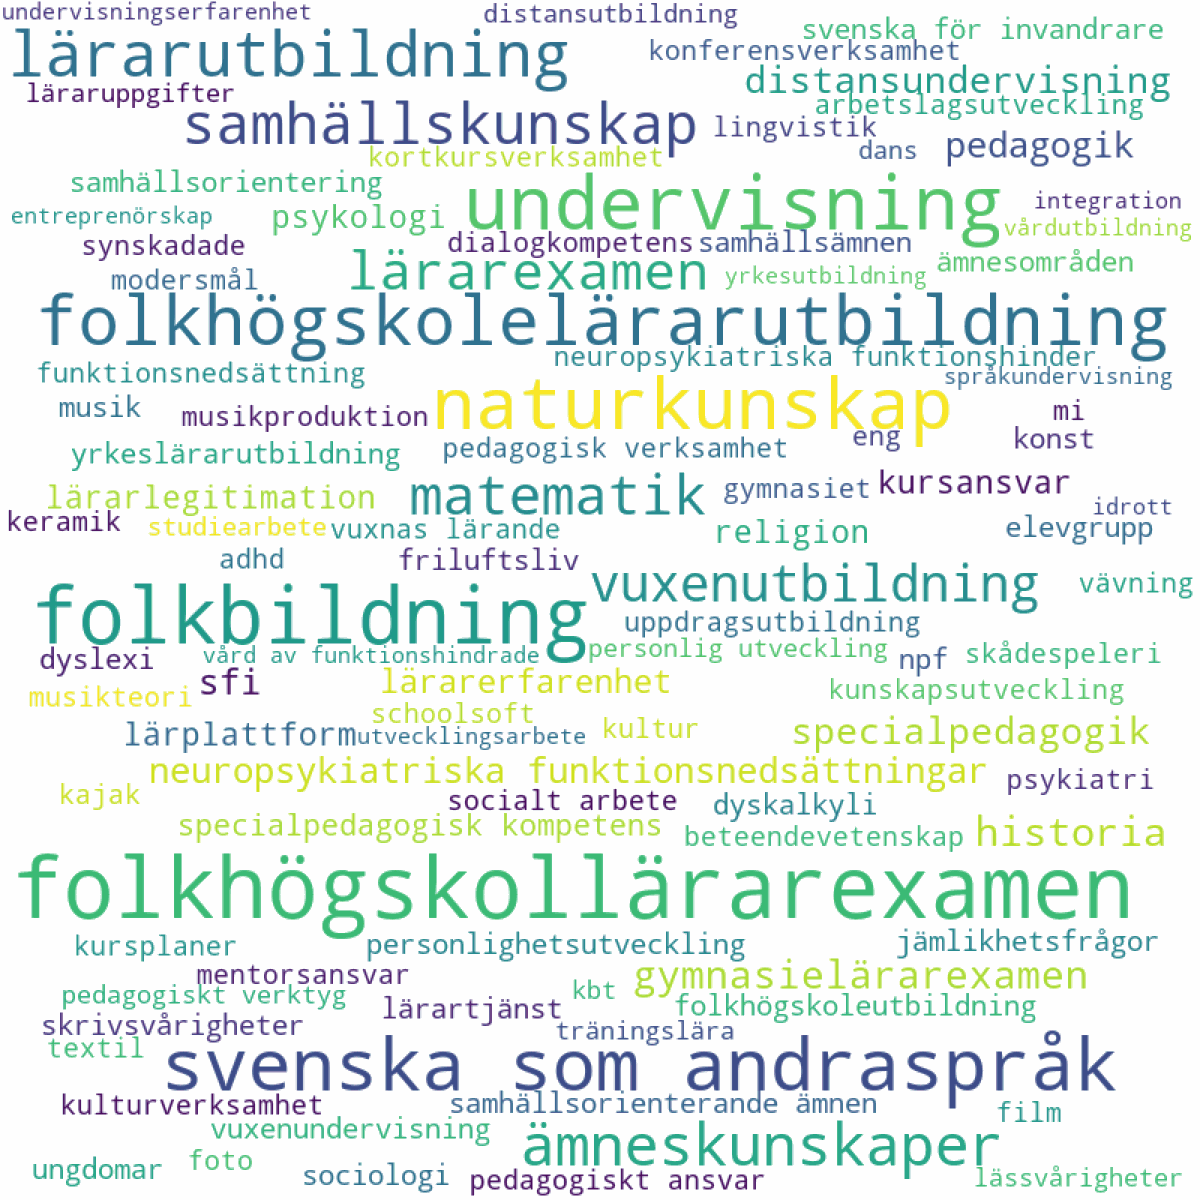 undervisningserfarenhet
distansutbildning
svenska för invandrare
lärarutbildning
konferensverksamhet
distansundervisning
läraruppgifter
arbetslagsutveckling
samhällskunskap
lingvistik
pedagogik
kortkursverksamhet
dans
samhällsorientering
undervisning
integration
entreprenörskap
psykologi
vårdutbildning
synskadade
dialogkompetens
samhällsämnen
modersmål
lärarexamen
yrkesutbildning
ämnesområden
folkhögskolelärarutbildning
neuropsykiatriska funktionshinder
funktionsnedsättning
språkundervisning
musik
musikproduktion
naturkunskap
mi
eng
konst
yrkeslärarutbildning
pedagogisk verksamhet
lärarlegitimation
matematik
gymnasiet
kursansvar
idrott
keramik
studiearbete
vuxnas lärande
religion
elevgrupp
adhd
friluftsliv
folkbildning
vuxenutbildning
vävning
uppdragsutbildning
dyslexi
vård av funktionshindrade
personlig utveckling
npf
skådespeleri
sfi
musikteori
lärarerfarenhet
kunskapsutveckling
schoolsoft
lärplattform
utvecklingsarbete
kultur
specialpedagogik
neuropsykiatriska funktionsnedsättningar
psykiatri
kajak
socialt arbete
dyskalkyli
specialpedagogisk kompetens
beteendevetenskap
historia
folkhögskollärarexamen
kursplaner
personlighetsutveckling
jämlikhetsfrågor
mentorsansvar
gymnasielärarexamen
pedagogiskt verktyg
kbt
lärartjänst
folkhögskoleutbildning
skrivsvårigheter
träningslära
textil
svenska som andraspråk
kulturverksamhet
samhällsorienterande ämnen
film
vuxenundervisning
ämneskunskaper
ungdomar
foto
sociologi
pedagogiskt ansvar
lässvårigheter